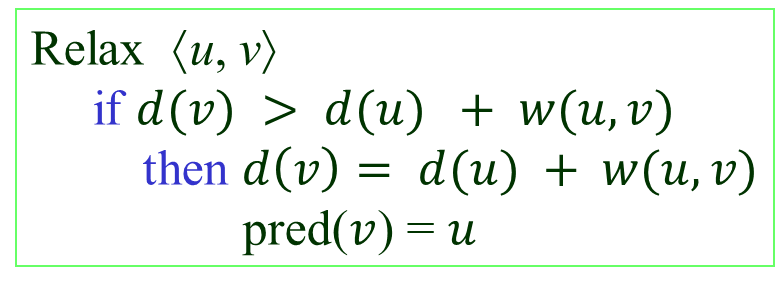 Relax ⟨u, v⟩
if d(v) > d(u) + w(u, v)
then d(v) = d(u) + w(u, v)
pred(v) = u